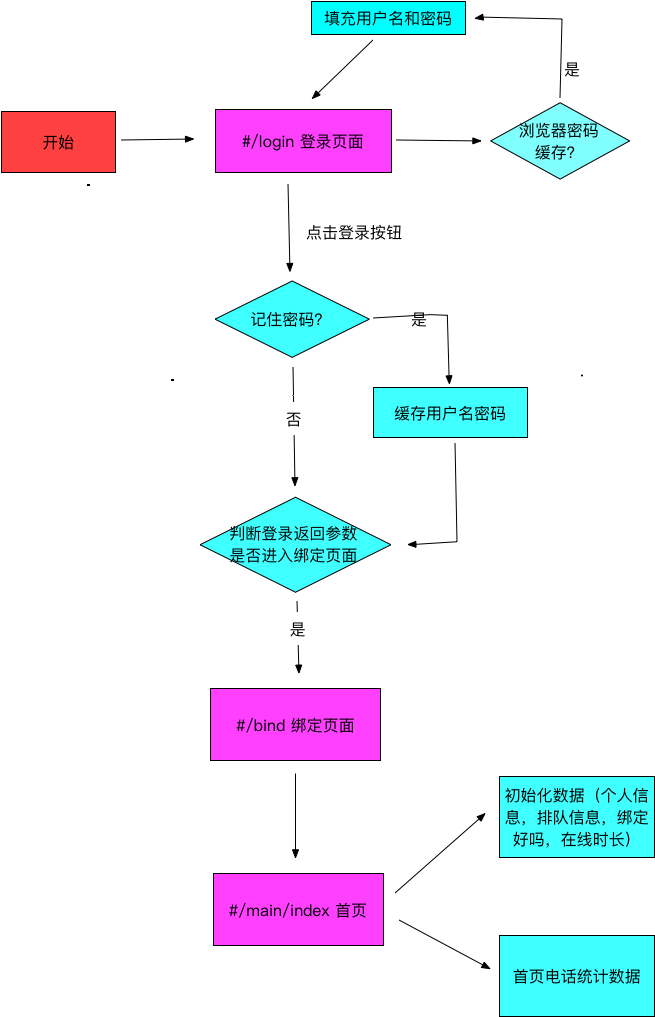 填充用户名和密码
是
开始
#/login 登录页面
浏览器密码
缓存?
点击登录按钮
记住密码?
是
缓存用户名密码
否
判断登录返回参数
是否进入绑定页面
是
#/bind 绑定页面
初始化数据（个人信
息，排队信息，绑定
好吗，在线时长）
#/main/index 首页
首页电话统计数据